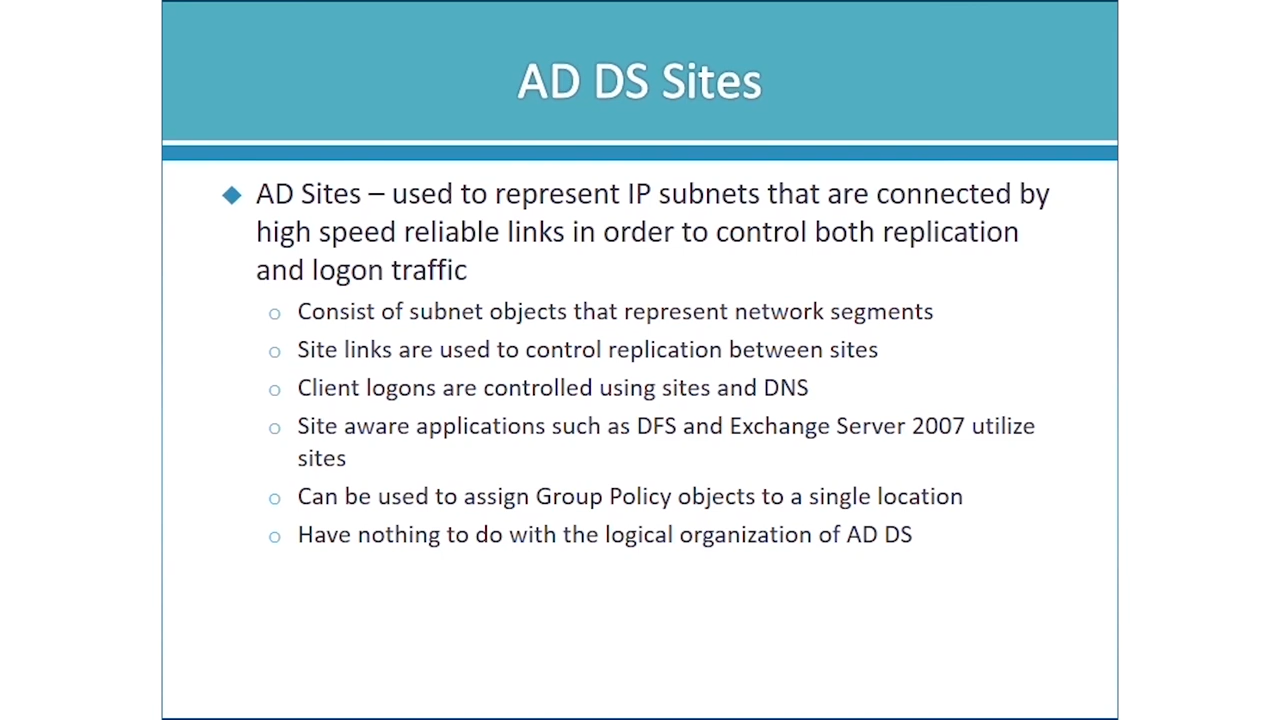 AD DS Sites
AD Sites – used to represent IP subnets that are connected by
high speed reliable links in order to control both replication
and logon traffic
Consist of subnet objects that represent network segments
Site links are used to control replication between sites
Client logons are controlled using sites and DNS
Site aware applications such as DFS and Exchange Server 2007 utilize
sites
Can be used to assign Group Policy objects to a single location
Have nothing to do with the logical organization of AD DS